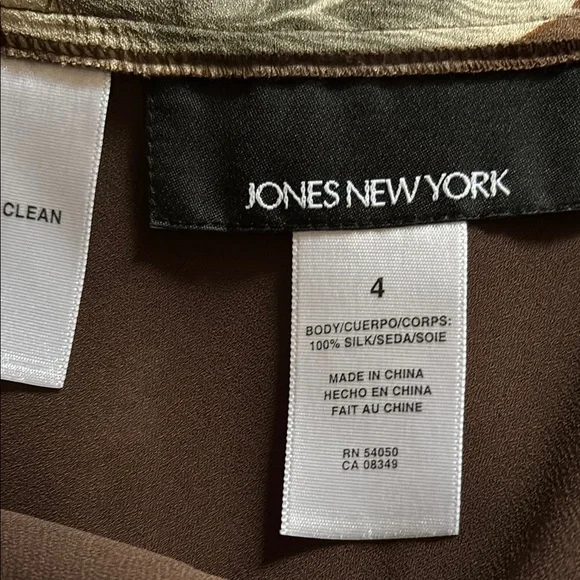 CLEAN
JONES NEW YORK
4
BODY/CUERPO/CORPS:
100% SILK/SEDA/SOIE
MADE IN CHINA
HECHO EN CHINA
FAIT AU CHINE
RN 54050
CA 08349